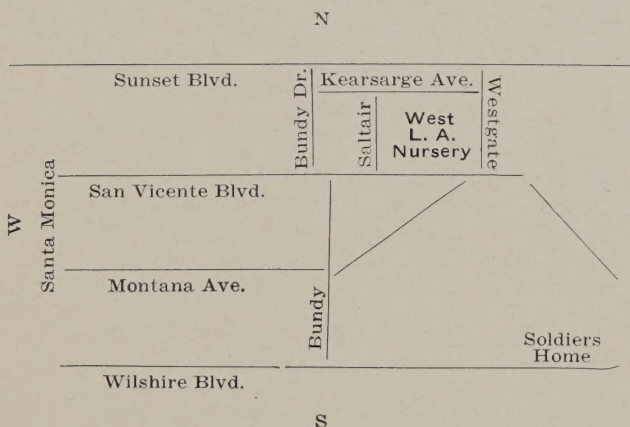 N
Sunset Blvd.
Bundy Dr.
Kearsarge Ave.
Saltair
West
L. A.
Nursery
Westgate
W
Santa Monica
San Vicente Blvd.
Montana Ave.
Bundy
Soldiers
Home
Wilshire Blvd.
S